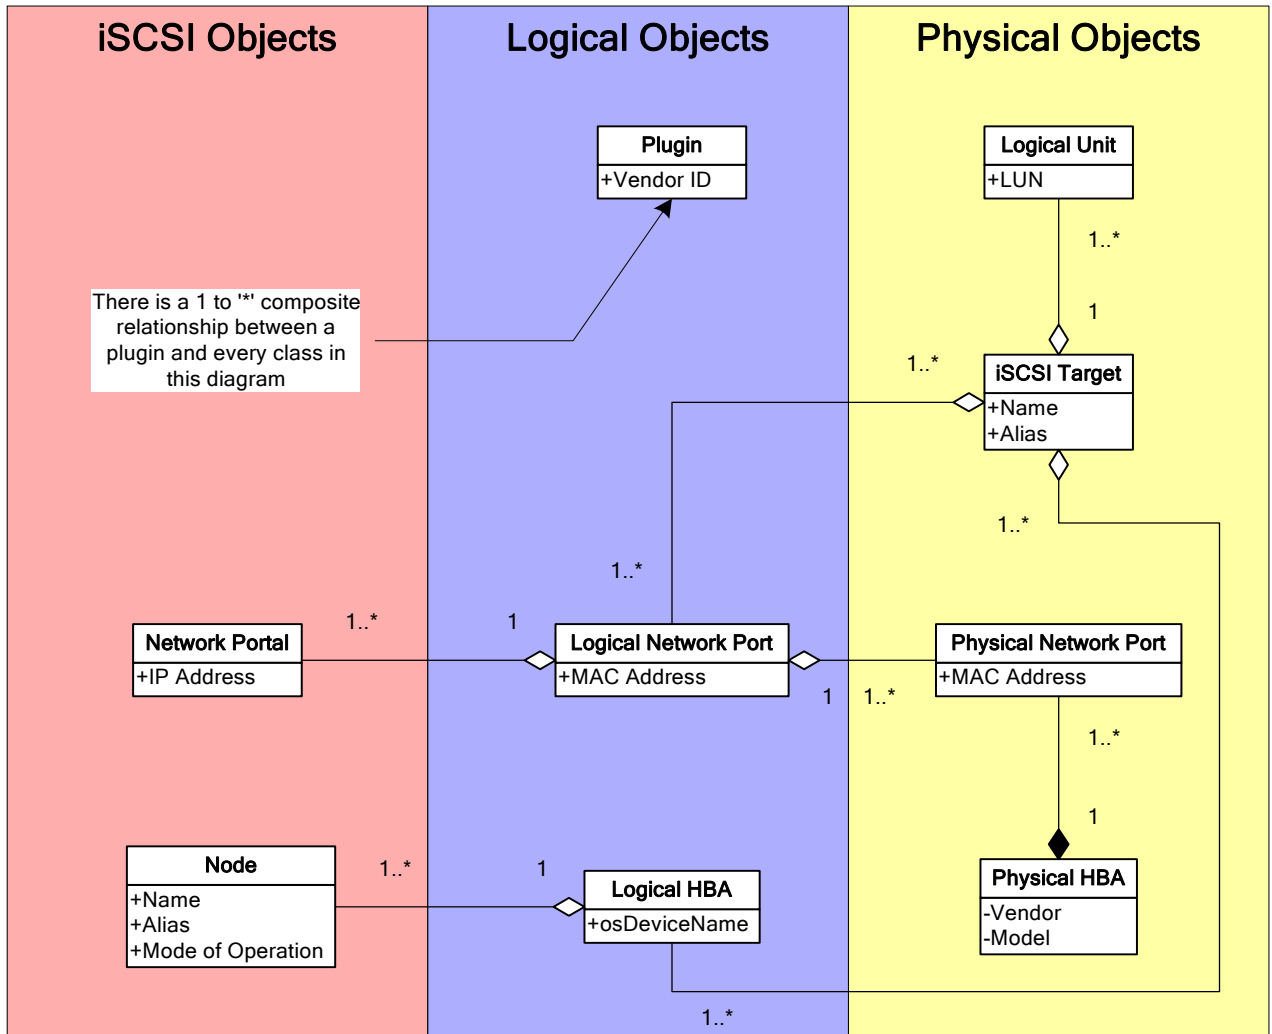 iSCSI Objects
Logical Objects
Physical Objects
Plugin
+Vendor ID
Logical Unit
+LUN
1..*
1
There is a 1 to '*' composite
relationship between a
plugin and every class in
this diagram
1..*
iSCSI Target
+Name
+Alias
1..*
1..*
1..*
1
Network Portal
+IP Address
Logical Network Port
+MAC Address
1
1..*
Physical Network Port
+MAC Address
1..*
1
Node
+Name
+Alias
+Mode of Operation
1..*
1
Logical HBA
+osDeviceName
Physical HBA
-Vendor
-Model
1..*